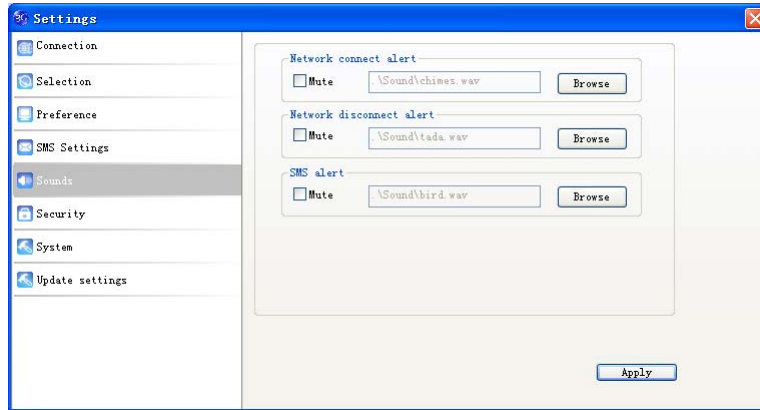 3G Settings
Connection
Selection
Preference
SMS Settings
Sounds
Security
System
Update settings
Network connect alert
Mute .\Sound\chimes.wav Browse
Network disconnect alert
Mute .\Sound\tada.wav Browse
SMS alert
Mute .\Sound\bird.wav Browse
Apply